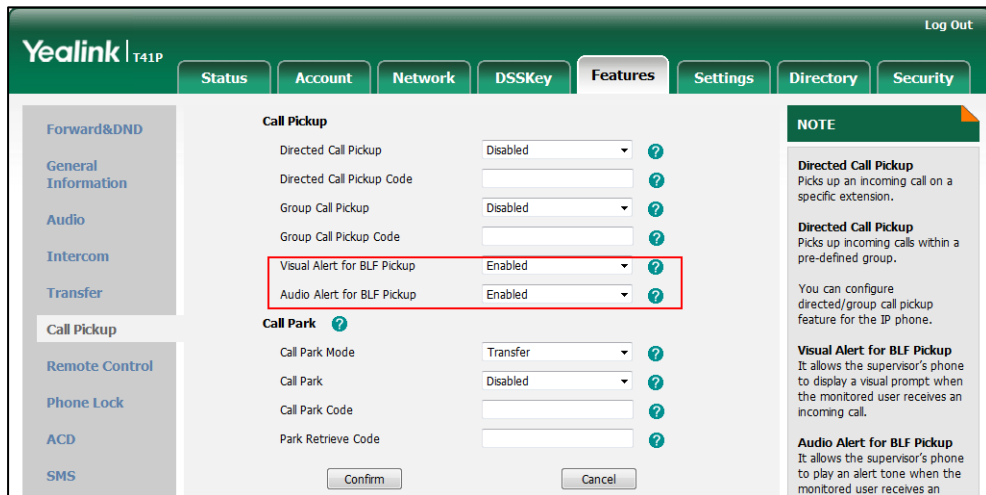 Log Out
Yealink T41P
Status Account Network DSSKey Features Settings Directory Security
Forward&DND
General
Information
Audio
Intercom
Transfer
Call Pickup
Remote Control
Phone Lock
ACD
SMS
Call Pickup
Directed Call Pickup Disabled ?
Directed Call Pickup Code ?
Group Call Pickup Disabled ?
Group Call Pickup Code ?
Visual Alert for BLF Pickup Enabled ?
Audio Alert for BLF Pickup Enabled ?
Call Park ?
Call Park Mode Transfer ?
Call Park Disabled ?
Call Park Code ?
Park Retrieve Code ?
Confirm Cancel
NOTE
Directed Call Pickup
Picks up an incoming call on a
specific extension.
Directed Call Pickup
Picks up incoming calls within a
pre-defined group.
You can configure
directed/group call pickup
feature for the IP phone.
Visual Alert for BLF Pickup
It allows the supervisor's phone
to display a visual prompt when
the monitored user receives an
incoming call.
Audio Alert for BLF Pickup
It allows the supervisor's phone
to play an alert tone when the
monitored user receives an